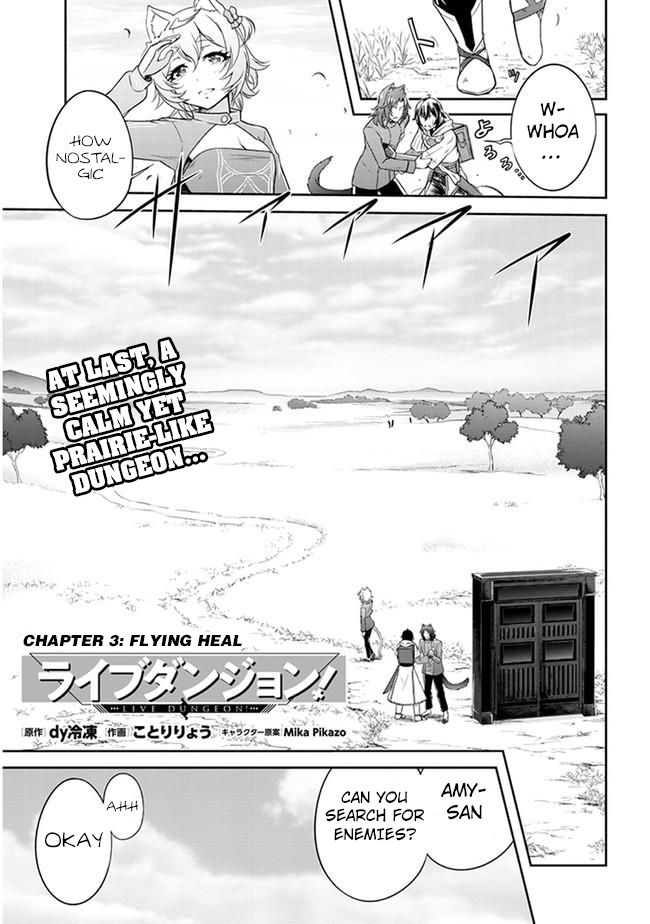 W-
WHOA
...
よ
ろっ...
HOW
NOSTAL-
GIC
AT LAST, A
SEEMINGLY
CALM YET
PRAIRIE-LIKE
DUNGEON...
CHAPTER 3: FLYING HEAL
ライブダンジョン!
...LIVE DUNGEON!...
[原作] dy冷凍 [作画] ことりりょう [キャラクター原案] Mika Pikazo
AMY-
SAN
CAN YOU
SEARCH FOR
ENEMIES?
AHH
OKAY